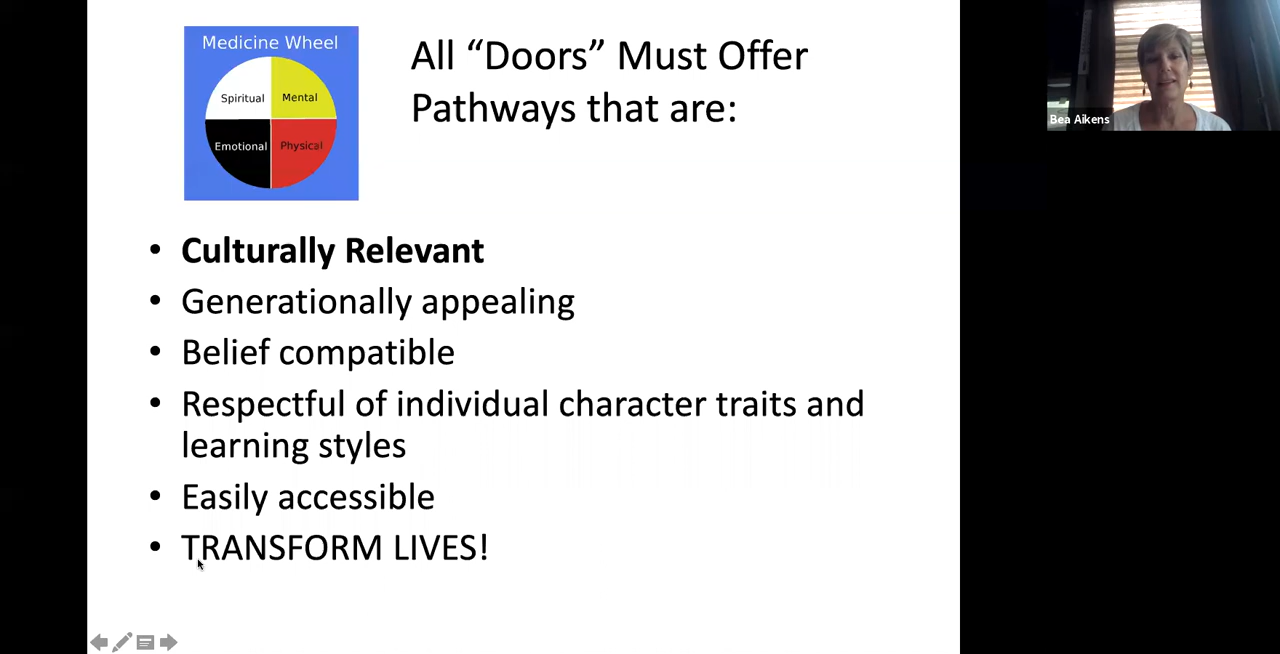 Medicine Wheel
Spiritual
Mental
Emotional
Physical
All “Doors” Must Offer
Pathways that are:
• Culturally Relevant
• Generationally appealing
• Belief compatible
• Respectful of individual character traits and
learning styles
• Easily accessible
• TRANSFORM LIVES!
Bea Aikens